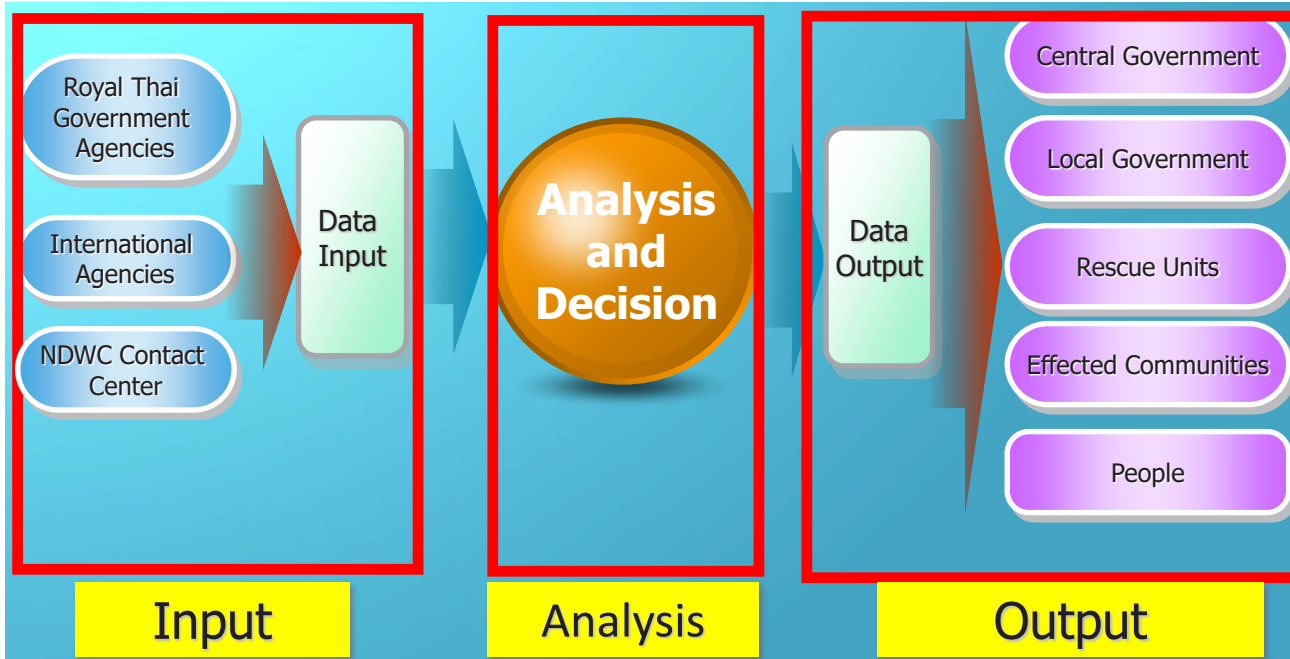 Royal Thai
Government
Agencies
International
Agencies
NDWC Contact
Center
Data
Input
Analysis
and
Decision
Data
Output
Central Government
Local Government
Rescue Units
Effected Communities
People
Input
Analysis
Output